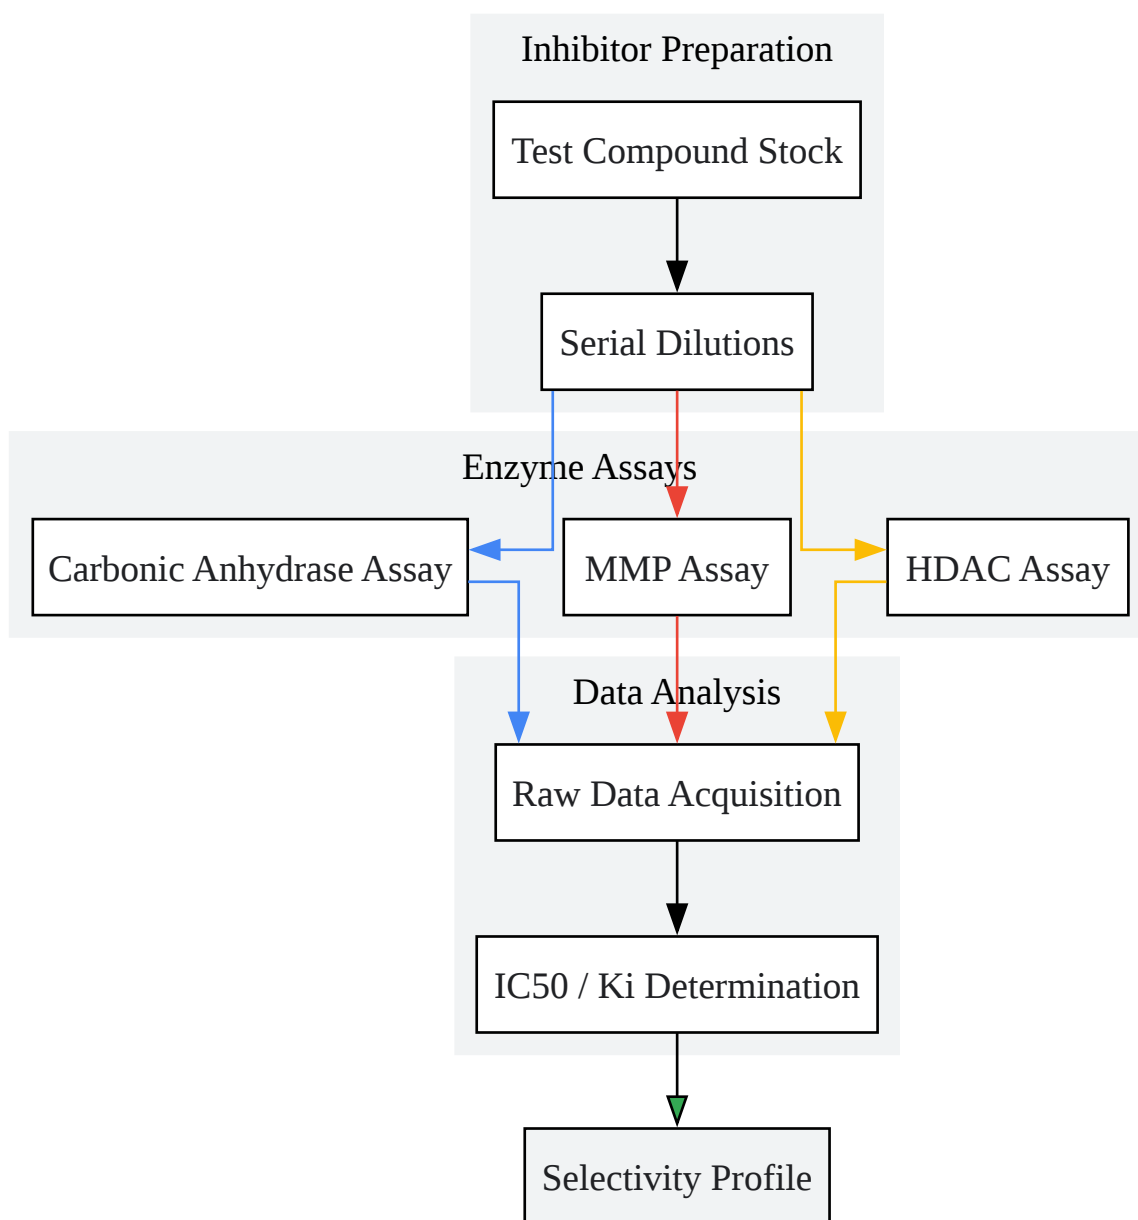 Inhibitor Preparation
Test Compound Stock
Serial Dilutions
Enzyme Assays
Carbonic Anhydrase Assay
MMP Assay
HDAC Assay
Data Analysis
Raw Data Acquisition
IC50 / Ki Determination
Selectivity Profile